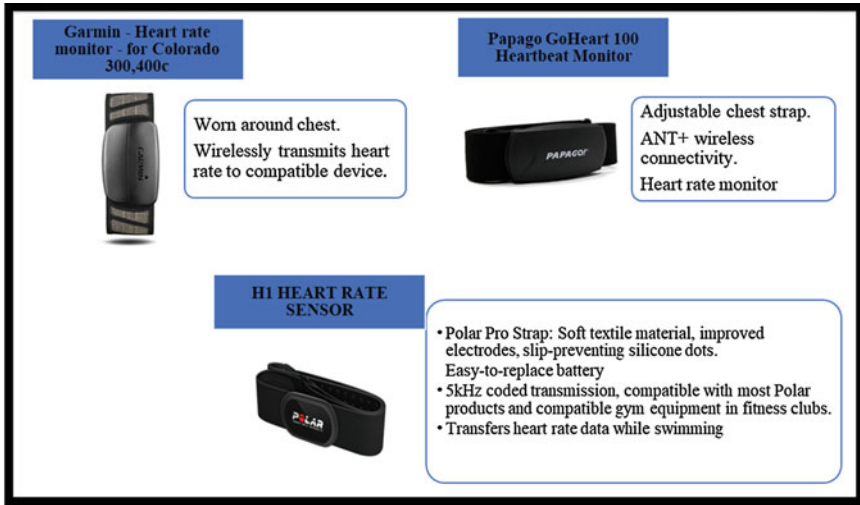 Garmin - Heart rate
monitor - for Colorado
300,400c
GARMIN
Worn around chest.
Wirelessly transmits heart
rate to compatible device.
Papago GoHeart 100
Heartbeat Monitor
PAPAGO!
Adjustable chest strap.
ANT+ wireless
connectivity.
Heart rate monitor
H1 HEART RATE
SENSOR
POLAR
• Polar Pro Strap: Soft textile material, improved
electrodes, slip-preventing silicone dots.
Easy-to-replace battery
• 5kHz coded transmission, compatible with most Polar
products and compatible gym equipment in fitness clubs.
• Transfers heart rate data while swimming